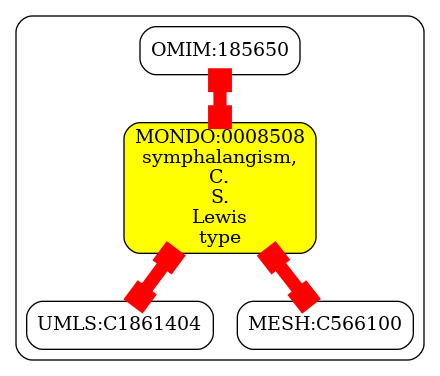 OMIM:185650
MONDO:0008508
symphalangism,
C.
S.
Lewis
type
UMLS:C1861404
MESH:C566100